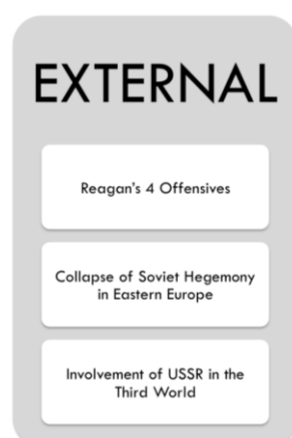 EXTERNAL
Reagan's 4 Offensives
Collapse of Soviet Hegemony
in Eastern Europe
Involvement of USSR in the
Third World